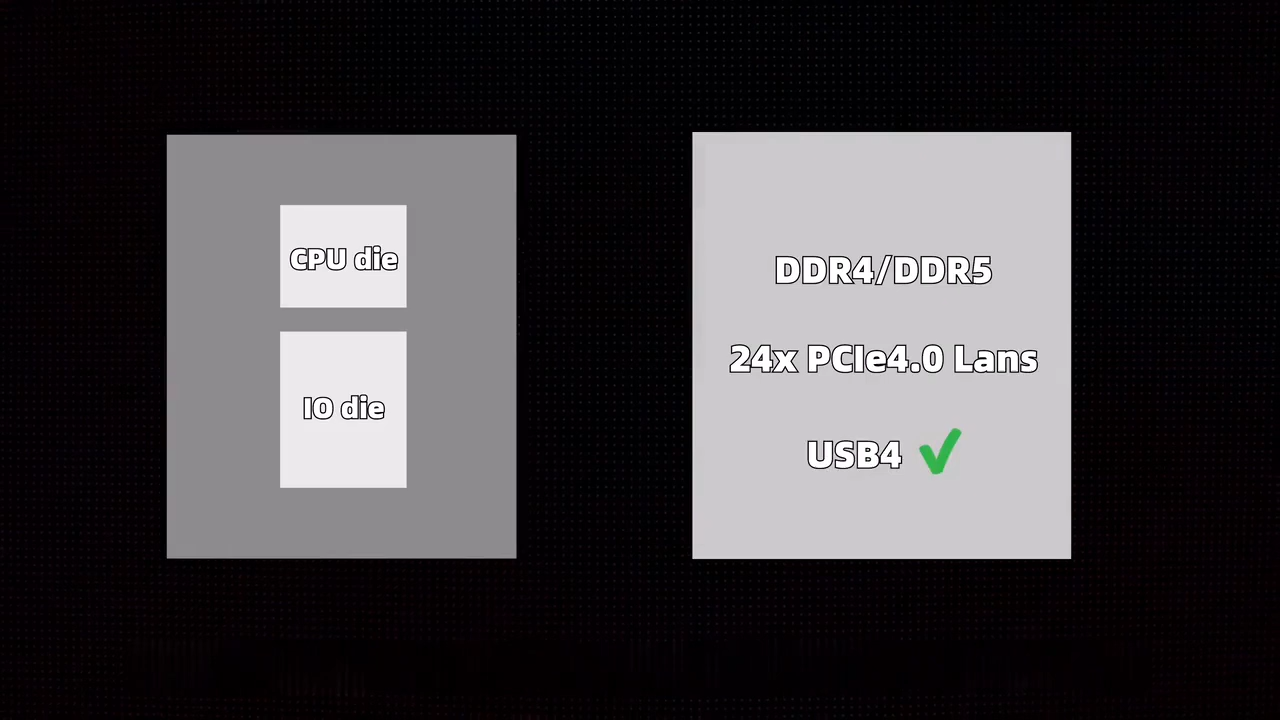 CPU die
IO die
DDR4/DDR5
24x PCIe4.0 Lans
USB4